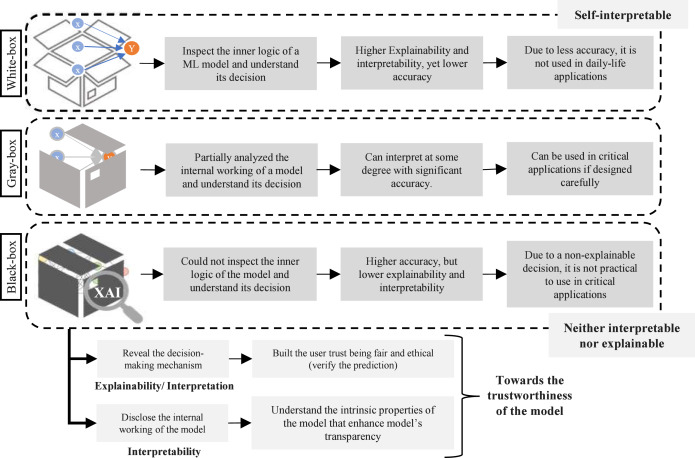 Self-interpretable
White-box
x
x
x
Y
Inspect the inner logic of a
ML model and understand
its decision
Higher Explainability and
interpretability, yet lower
accuracy
Due to less accuracy, it is
not used in daily-life
applications
Gray-box
x
x
Partially analyzed the
internal working of a model
and understand its decision
Can interpret at some
degree with significant
accuracy.
Can be used in critical
applications if designed
carefully
Black-box
XAI
Could not inspect the inner
logic of the model and
understand its decision
Higher accuracy, but
lower explainability and
interpretability
Due to a non-explainable
decision, it is not practical
to use in critical
applications
Neither interpretable
nor explainable
Reveal the decision-
making mechanism
Explainability/ Interpretation
Built the user trust being fair and ethical
(verify the prediction)
Disclose the internal
working of the model
Interpretability
Understand the intrinsic properties of
the model that enhance model's
transparency
Towards the
trustworthiness
of the model